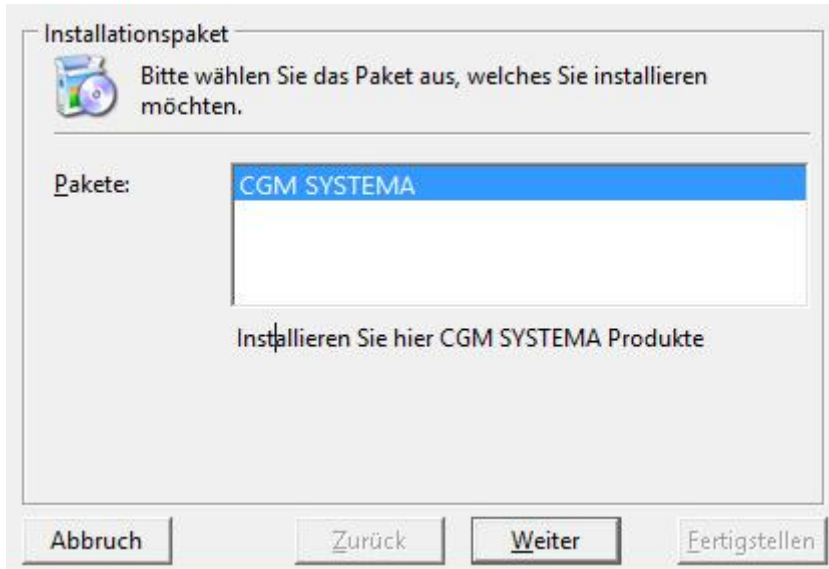 Installationspaket
Bitte wählen Sie das Paket aus, welches Sie installieren
möchten.
Pakete:
CGM SYSTEMA
Installieren Sie hier CGM SYSTEMA Produkte
Abbruch
Zurück
Weiter
Fertigstellen